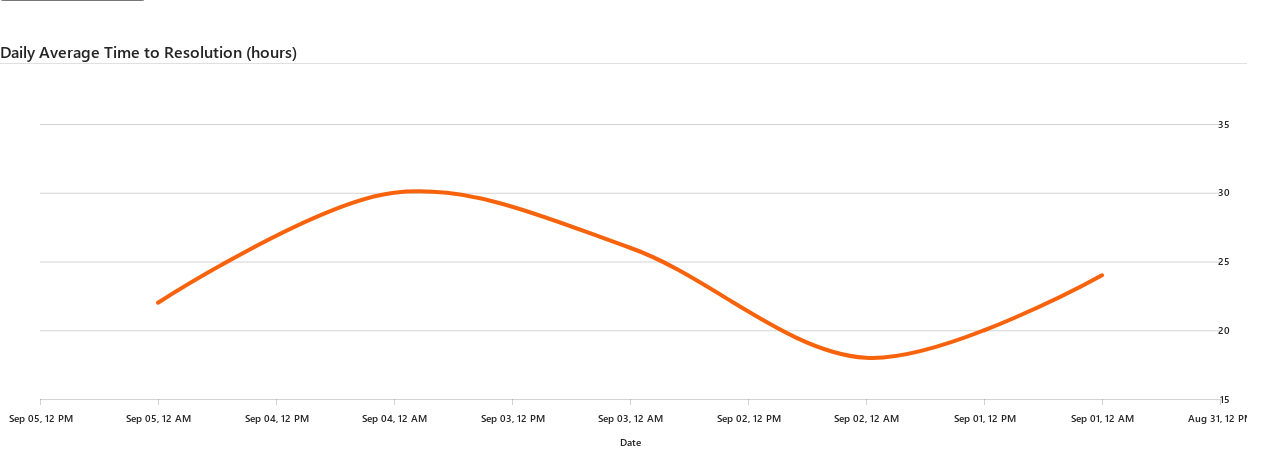 Daily Average Time to Resolution (hours)
35
30
25
20
15
Sep 05, 12 PM Sep 05, 12 AM Sep 04, 12 PM Sep 04, 12 AM Sep 03, 12 PM Sep 03, 12 AM Sep 02, 12 PM Sep 02, 12 AM Sep 01, 12 PM Sep 01, 12 AM Aug 31, 12 PM
Date